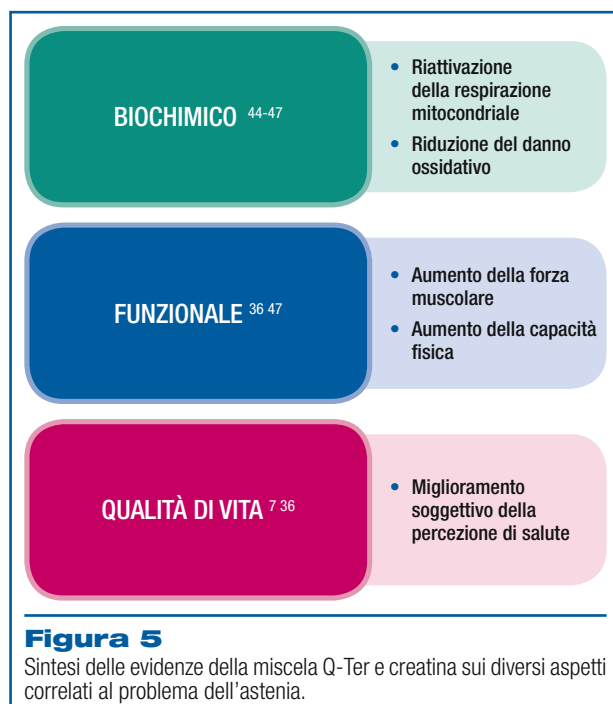 BIOCHIMICO 44-47
• Riattivazione
della respirazione
mitocondriale
• Riduzione del danno
ossidativo
FUNZIONALE 36 47
• Aumento della forza
muscolare
• Aumento della capacità
fisica
QUALITÀ DI VITA 7 36
• Miglioramento
soggettivo della
percezione di salute
Figura 5
Sintesi delle evidenze della miscela Q-Ter e creatina sui diversi aspetti
correlati al problema dell'astenia.